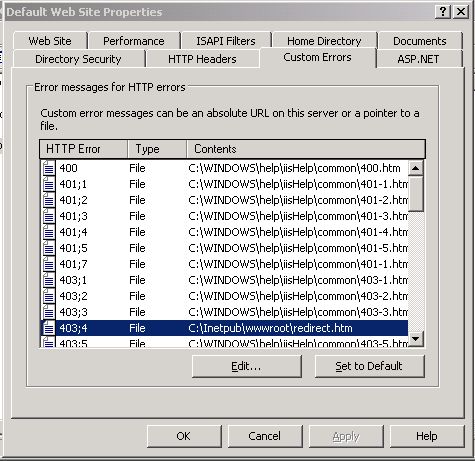 Default Web Site Properties
Web Site Performance ISAPI Filters Home Directory Documents
Directory Security HTTP Headers Custom Errors ASP.NET
Error messages for HTTP errors
Custom error messages can be an absolute URL on this server or a pointer to a
file.
HTTP Error Type Contents
400 File C:\WINDOWS\help\iisHelp\common\400.htm
401;1 File C:\WINDOWS\help\iisHelp\common\401-1.htm
401;2 File C:\WINDOWS\help\iisHelp\common\401-2.htm
401;3 File C:\WINDOWS\help\iisHelp\common\401-3.htm
401;4 File C:\WINDOWS\help\iisHelp\common\401-4.htm
401;5 File C:\WINDOWS\help\iisHelp\common\401-5.htm
401;7 File C:\WINDOWS\help\iisHelp\common\401-1.htm
403;1 File C:\WINDOWS\help\iisHelp\common\403-1.htm
403;2 File C:\WINDOWS\help\iisHelp\common\403-2.htm
403;3 File C:\WINDOWS\help\iisHelp\common\403-3.htm
403;4 File C:\Inetpub\wwwroot\redirect.htm
403;5 File C:\WINDOWS\help\iisHelp\common\403-5.htm
Edit... Set to Default
OK Cancel Apply Help